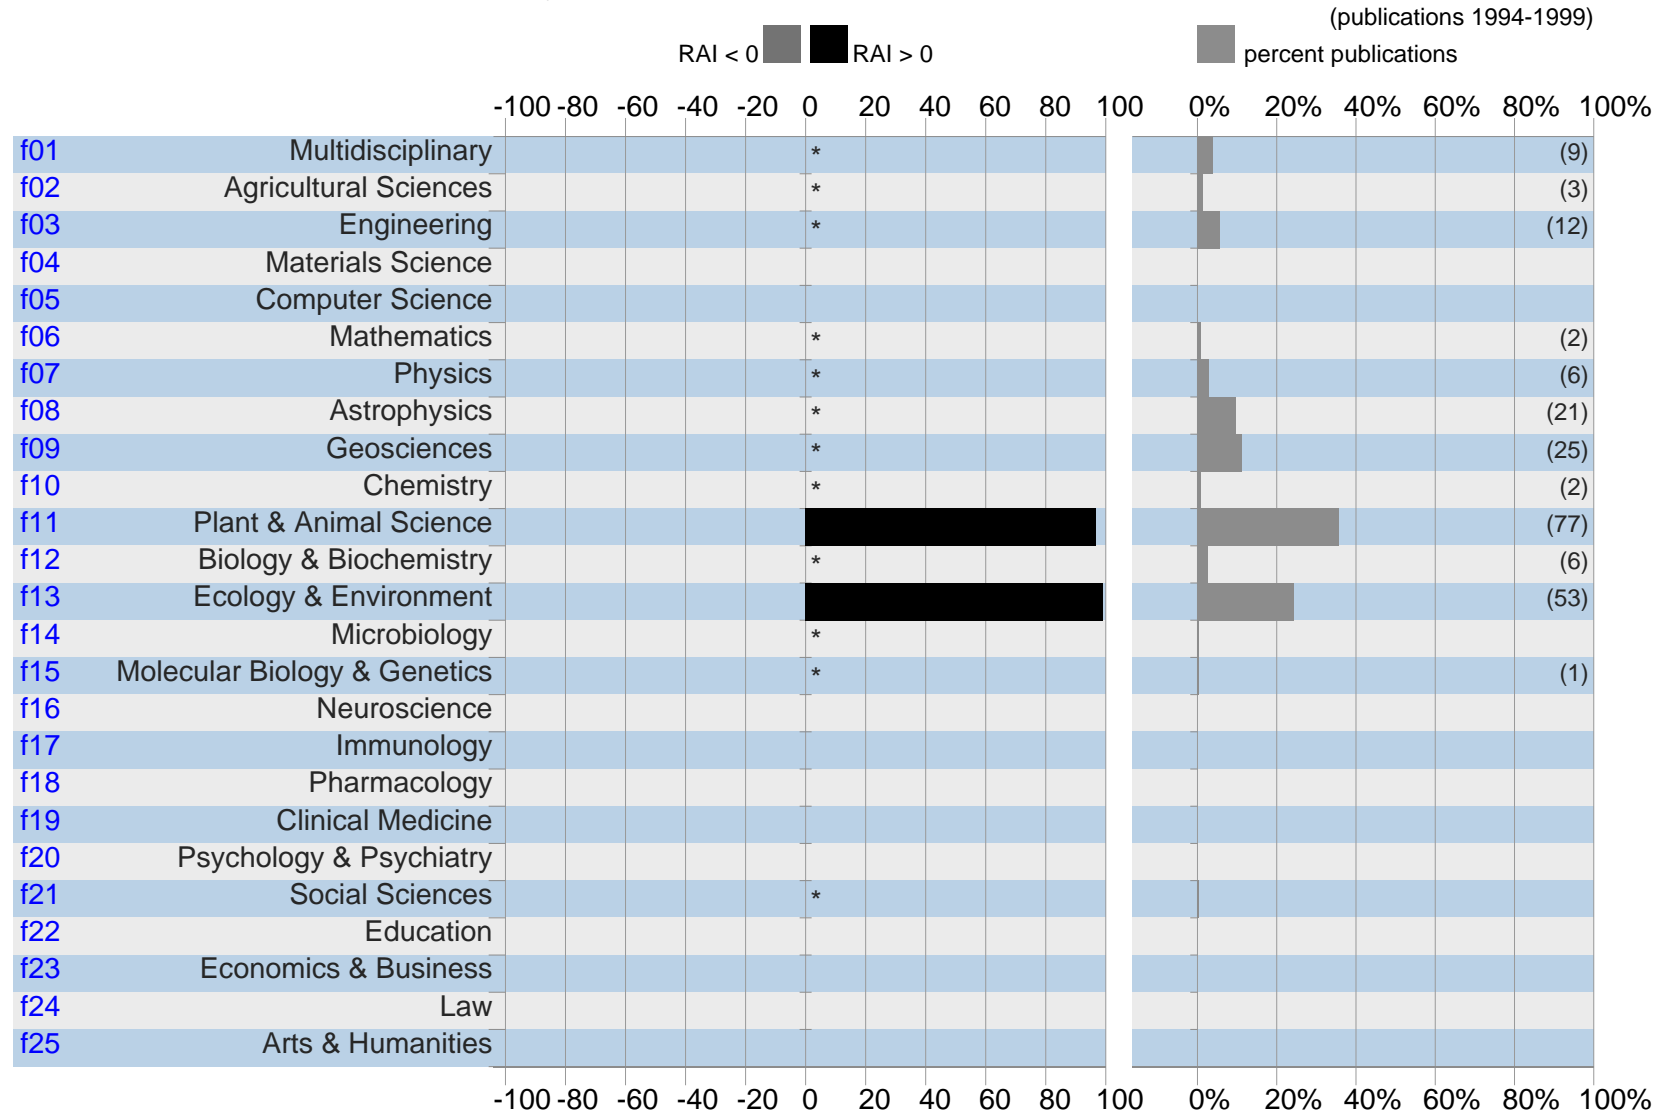 (publications 1994-1999)
RAI < 0 RAI > 0 percent publications
-100 -80 -60 -40 -20 0 20 40 60 80 100 0% 20% 40% 60% 80% 100%
f01 Multidisciplinary * (9)
f02 Agricultural Sciences * (3)
f03 Engineering * (12)
f04 Materials Science
f05 Computer Science
f06 Mathematics * (2)
f07 Physics * (6)
f08 Astrophysics * (21)
f09 Geosciences * (25)
f10 Chemistry * (2)
f11 Plant & Animal Science (77)
f12 Biology & Biochemistry * (6)
f13 Ecology & Environment (53)
f14 Microbiology *
f15 Molecular Biology & Genetics * (1)
f16 Neuroscience
f17 Immunology
f18 Pharmacology
f19 Clinical Medicine
f20 Psychology & Psychiatry
f21 Social Sciences *
f22 Education
f23 Economics & Business
f24 Law
f25 Arts & Humanities
-100 -80 -60 -40 -20 0 20 40 60 80 100 0% 20% 40% 60% 80% 100%